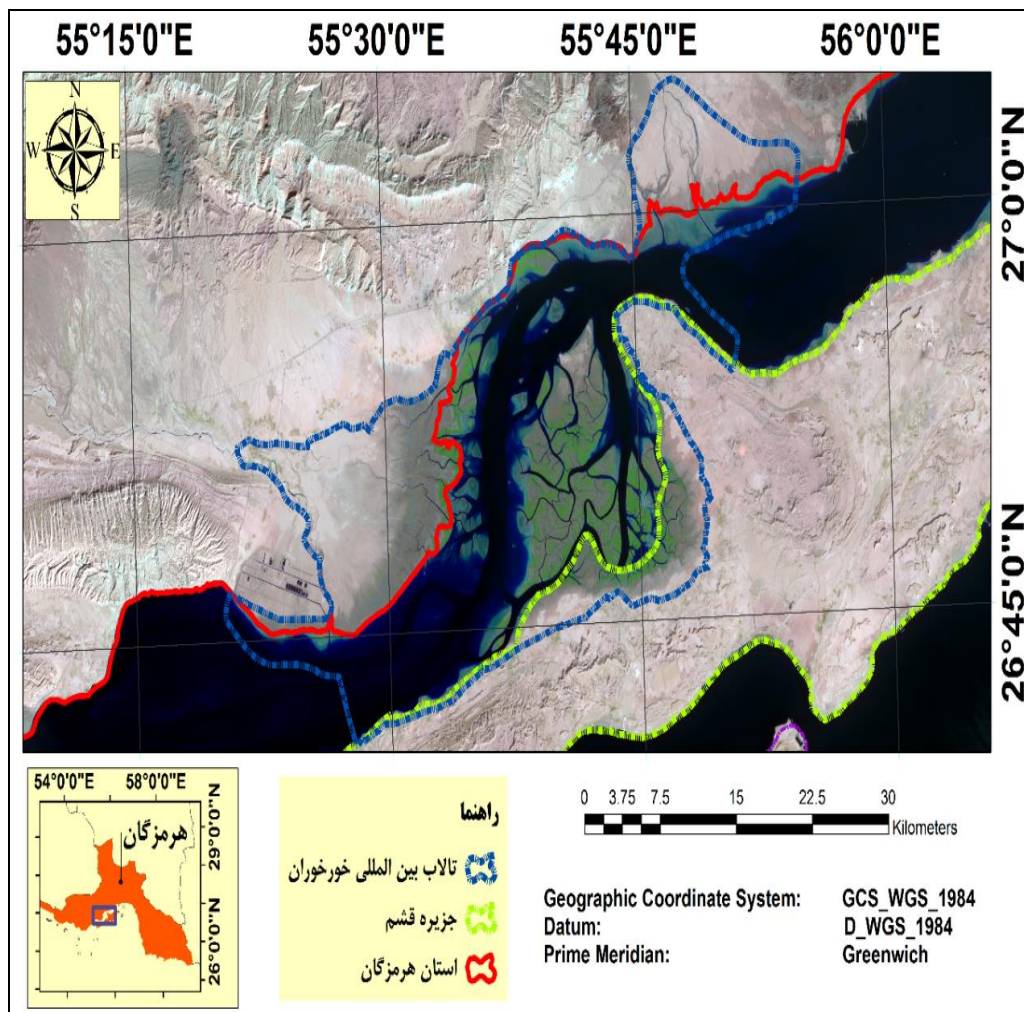 55°15'0"E 55°30'0"E 55°45'0"E 56°0'0"E
N
W E
S
27°0'0"N
26°45'0"N
54°0'0"E 58°0'0"E
29°0'0"N
26°0'0"N
هرمزگان
راهنما
تالاب بین المللی خورخوران
جزیره قشم
استان هرمزگان
0 3.75 7.5 15 22.5 30
Kilometers
Geographic Coordinate System: GCS_WGS_1984
Datum: D_WGS_1984
Prime Meridian: Greenwich